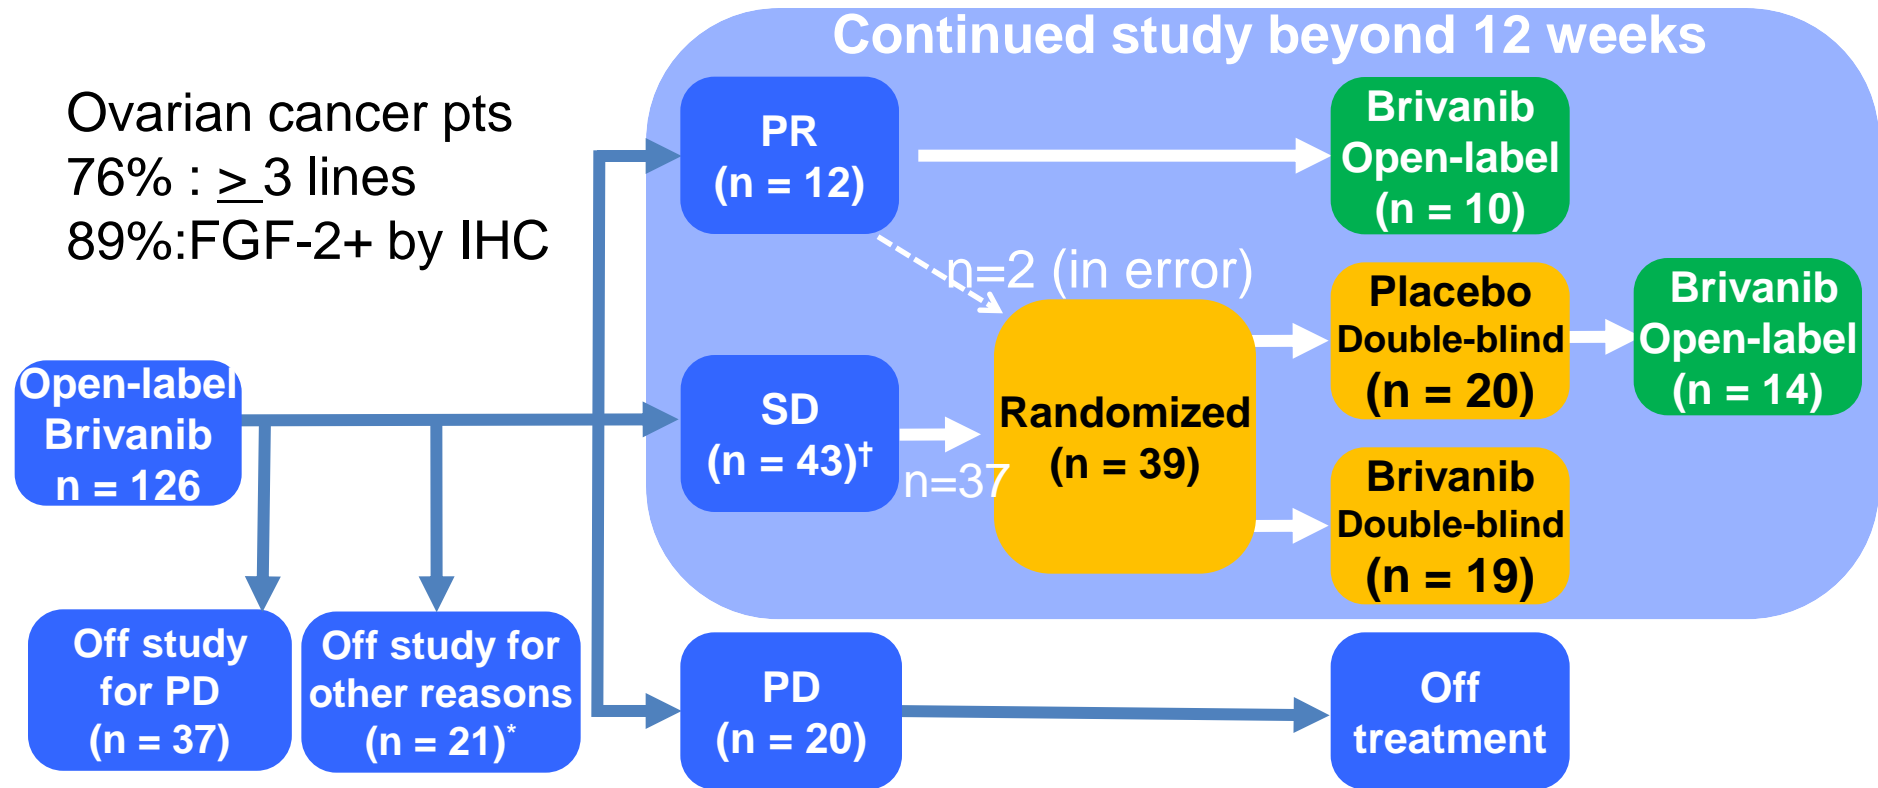 Continued study beyond 12 weeks
Ovarian cancer pts
76% : > 3 lines
89%:FGF-2+ by IHC
PR
(n = 12)
Brivanib
Open-label
(n = 10)
n=2 (in error)
Open-label
Brivanib
n = 126
SD
(n = 43)†
n=37
Randomized
(n = 39)
Placebo
Double-blind
(n = 20)
Brivanib
Open-label
(n = 14)
Brivanib
Double-blind
(n = 19)
Off study
for PD
(n = 37)
Off study for
other reasons
(n = 21)*
PD
(n = 20)
Off
treatment